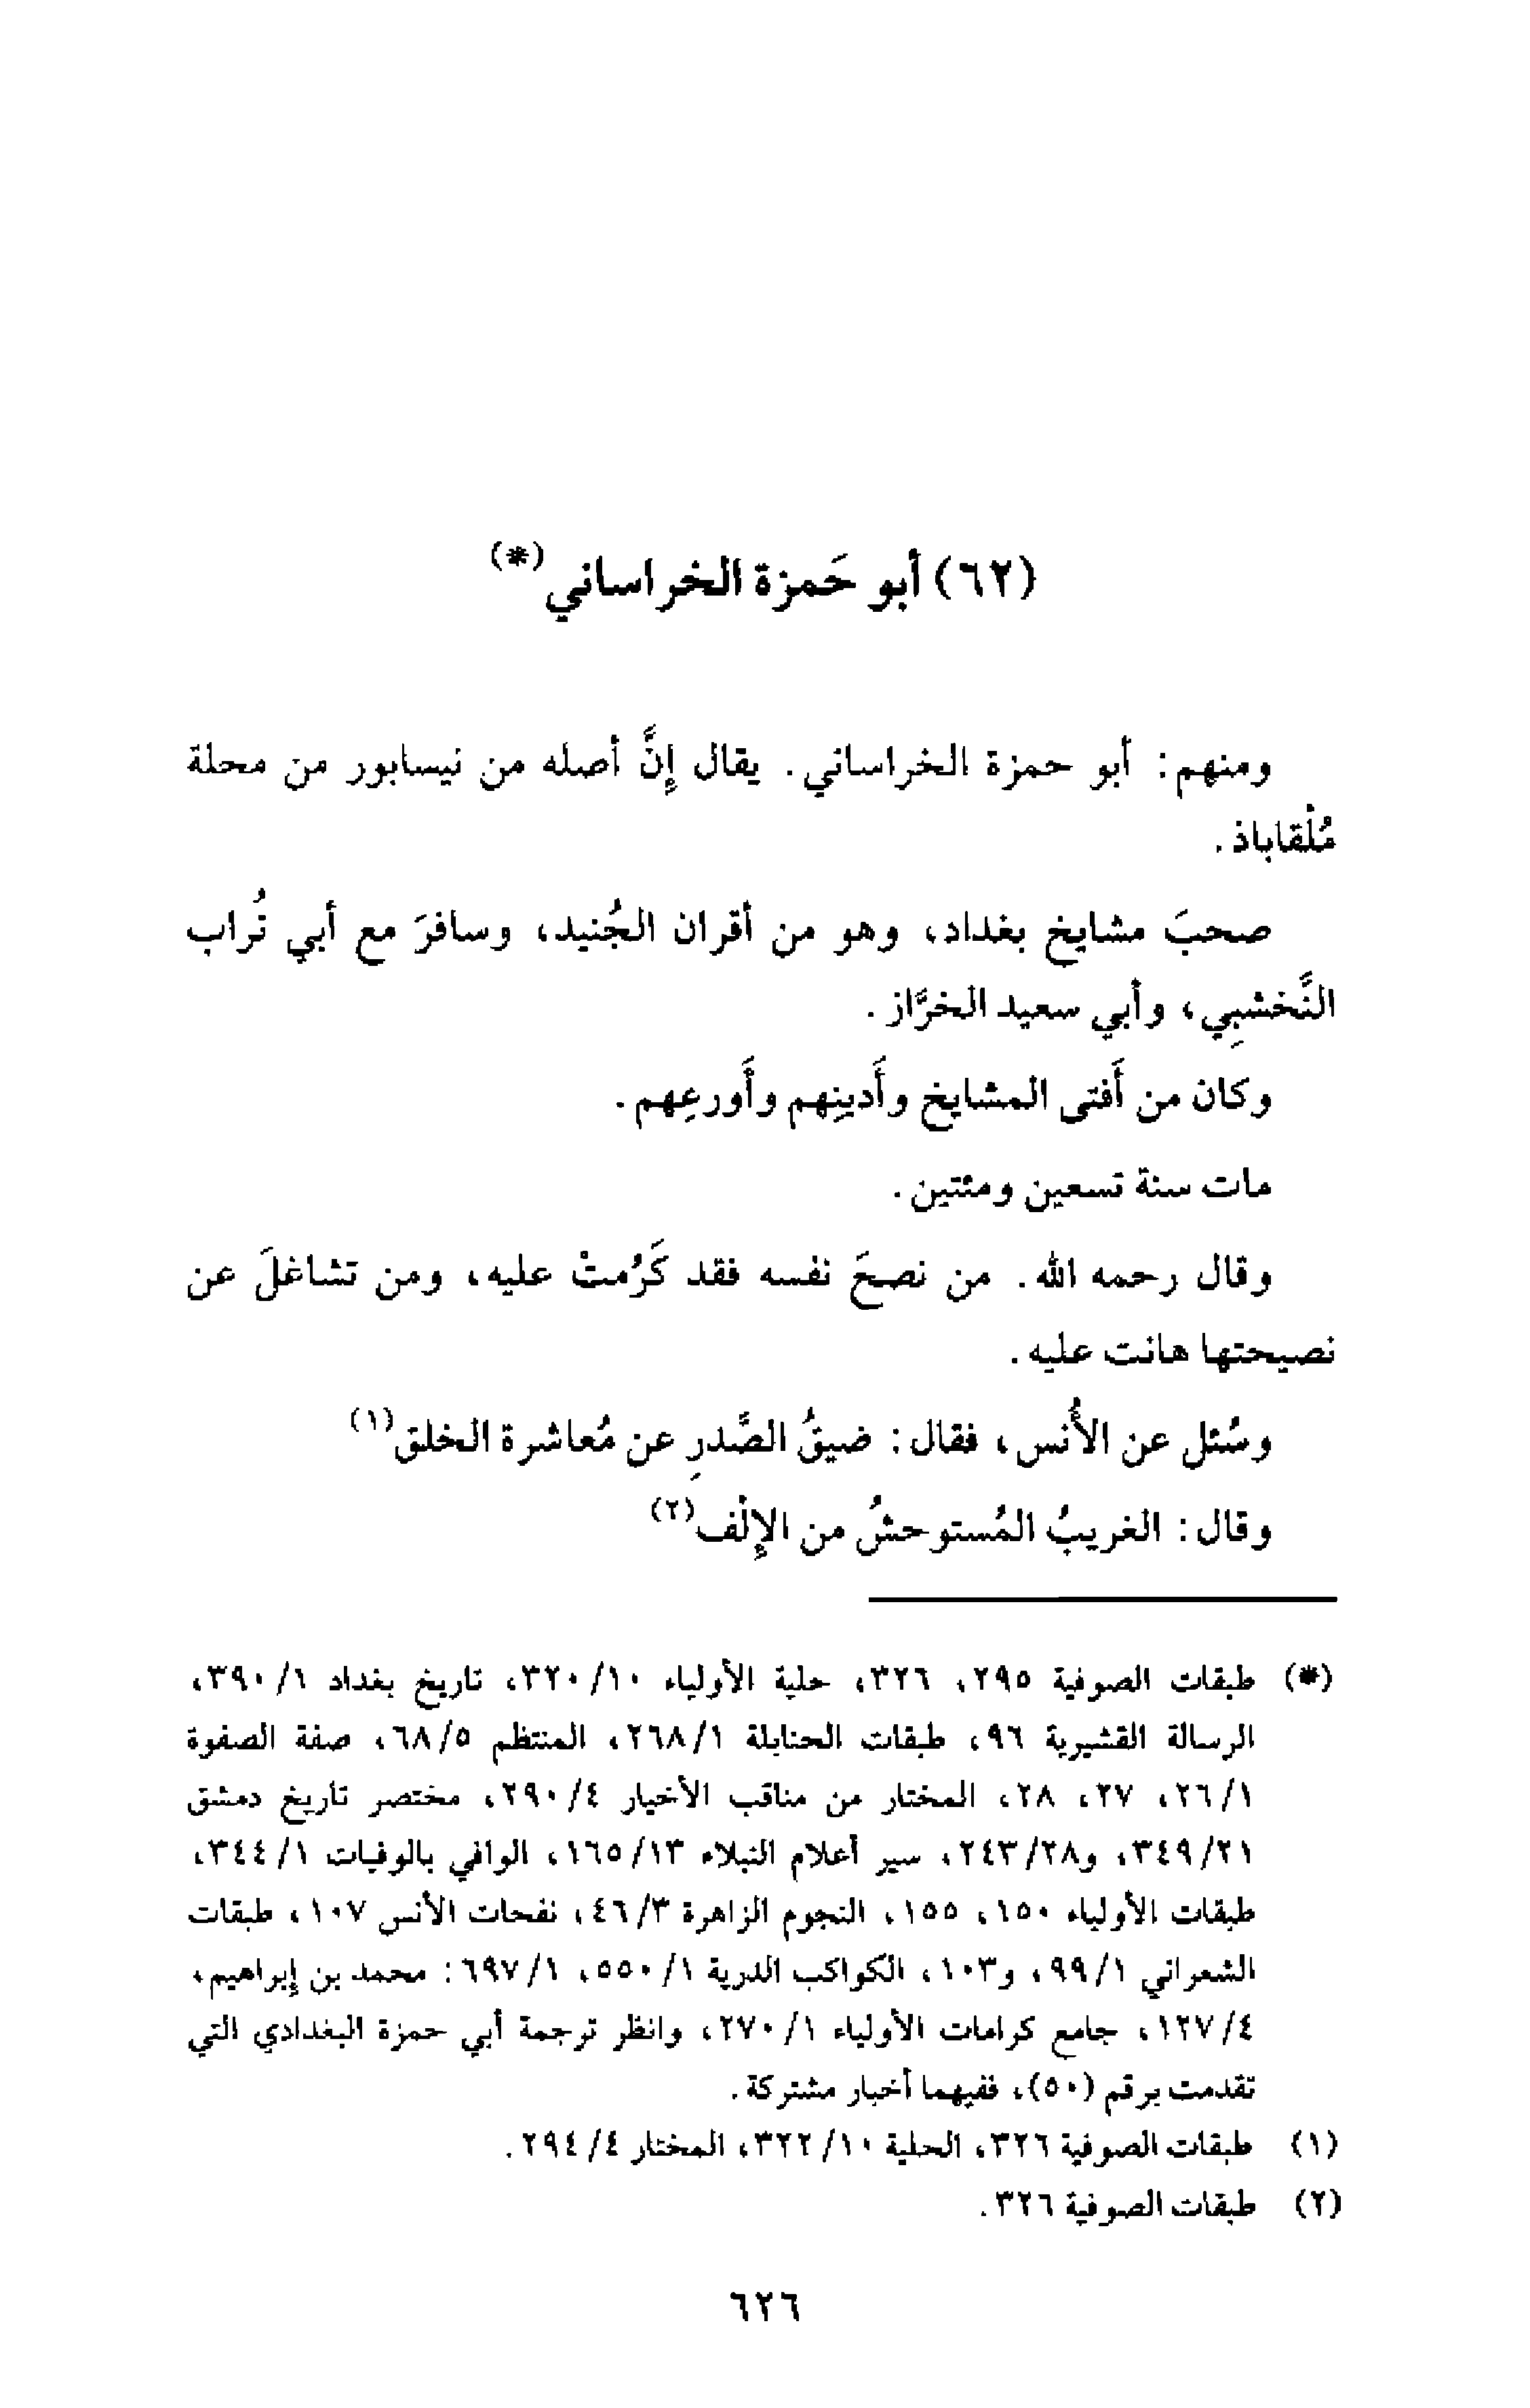 (٦٢) أبو حَمزة الخراساني(*)
ومنهم: أبو حمزة الخراساني. يقال إنَّ أصله من نيسابور من محلة
مُلْقاباذ.
صحبَ مشايخ بغداد، وهو من أقران الجُنيد، وسافرَ مع أبي تُراب
النَّخشبِي، وأبي سعيد الخرَّاز.
وكان من أَفتى المشايخ وأَدينِهم وأَورعِهم.
مات سنة تسعين ومئتين.
وقال رحمه الله. من نصحَ نفسه فقد كَرُمتْ عليه، ومن تشاغلَ عن
نصيحتها هانت عليه.
وسُئل عن الأُنس، فقال: ضيقُ الصَّدرِ عن مُعاشرة الخلق(١)
وقال: الغريبُ المُستوحشُ من الإلْف(٢)
(*) طبقات الصوفية ٢٩٥، ٣٢٦، حلية الأولياء ١٠/ ٣٢٠، تاريخ بغداد ١/ ٣٩٠،
الرسالة القشيرية ٩٦، طبقات الحنابلة ١/ ٢٦٨، المنتظم ٥/ ٦٨، صفة الصفوة
١/ ٢٦، ٢٧، ٢٨، المختار من مناقب الأخيار ٤/ ٢٩٠، مختصر تاريخ دمشق
٢١/ ٣٤٩، و٢٨/ ٢٤٣، سير أعلام النبلاء ١٣/ ١٦٥، الوافي بالوفيات ١/ ٣٤٤،
طبقات الأولياء ١٥٠، ١٥٥، النجوم الزاهرة ٣/ ٤٦، نفحات الأنس ١٠٧، طبقات
الشعراني ١/ ٩٩، و١٠٣، الكواكب الدرية ١/ ٥٥٠، ١/ ٦٩٧: محمد بن إبراهيم،
٤/ ١٢٧، جامع كرامات الأولياء ١/ ٢٧٠، وانظر ترجمة أبي حمزة البغدادي التي
تقدمت برقم (٥٠)، ففيهما أخبار مشتركة.
(١) طبقات الصوفية ٣٢٦، الحلية ١٠/ ٣٢٢، المختار ٤/ ٢٩٤.
(٢) طبقات الصوفية ٣٢٦.
٦٢٦